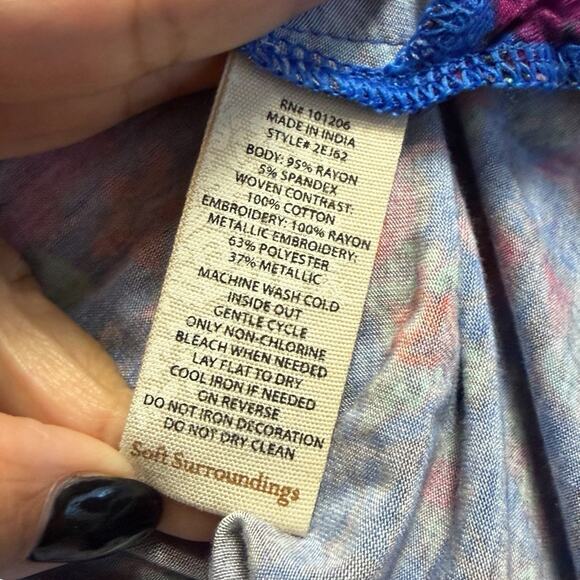 RN# 101206
MADE IN INDIA
STYLE# 2EJ62
BODY: 95% RAYON
5% SPANDEX
WOVEN CONTRAST:
100% COTTON
EMBROIDERY: 100% RAYON
METALLIC EMBROIDERY:
63% POLYESTER
37% METALLIC
MACHINE WASH COLD
INSIDE OUT
GENTLE CYCLE
ONLY NON-CHLORINE
BLEACH WHEN NEEDED
LAY FLAT TO DRY
COOL IRON IF NEEDED
ON REVERSE
DO NOT IRON DECORATION
DO NOT DRY CLEAN
Soft Surroundings